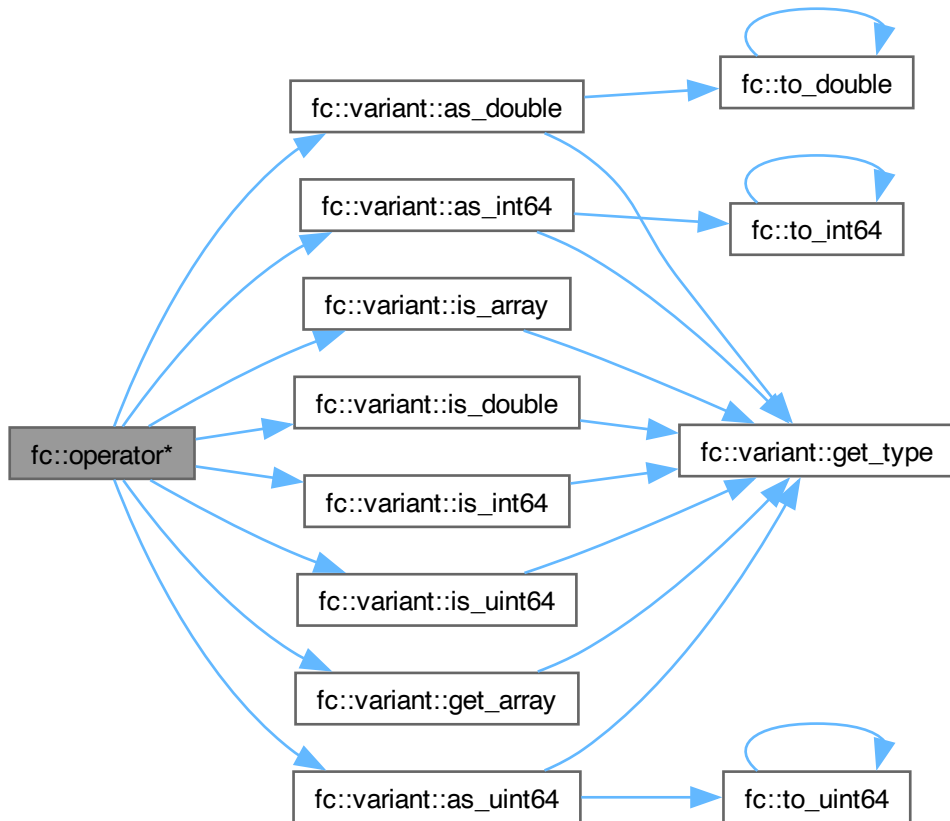 fc::operator*
fc::variant::as_double
fc::variant::as_int64
fc::variant::is_array
fc::variant::is_double
fc::variant::is_int64
fc::variant::is_uint64
fc::variant::get_array
fc::variant::as_uint64
fc::to_double
fc::to_int64
fc::variant::get_type
fc::to_uint64